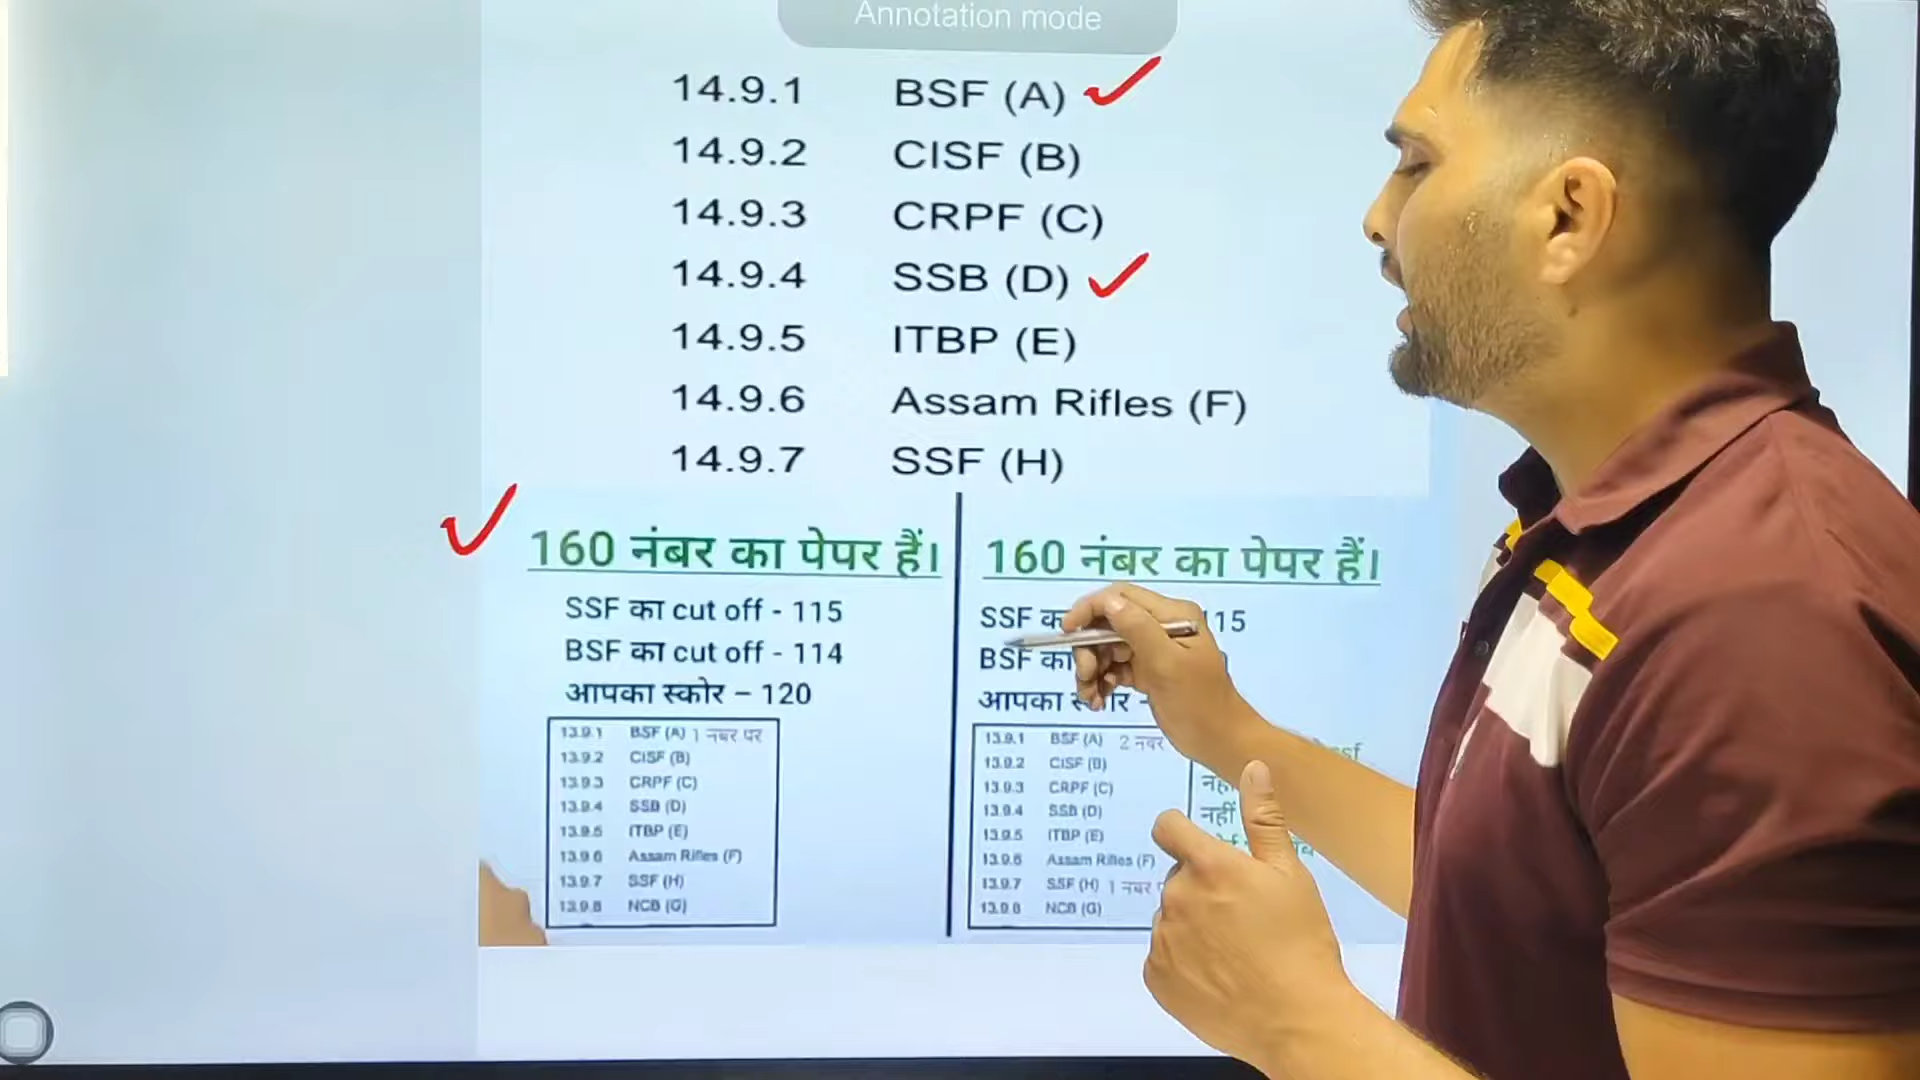 Annotation mode
14.9.1 BSF (A)
14.9.2 CISF (B)
14.9.3 CRPF (C)
14.9.4 SSB (D)
14.9.5 ITBP (E)
14.9.6 Assam Rifles (F)
14.9.7 SSF (H)
160 नंबर का पेपर हैं।
SSF का cut off - 115
BSF का cut off - 114
आपका स्कोर – 120
13.9.1 BSF (A) 1 नंबर पर
13.9.2 CISF (B)
13.9.3 CRPF (C)
13.9.4 SSB (D)
13.9.5 ITBP (E)
13.9.6 Assam Rifles (F)
13.9.7 SSF (H)
13.9.8 NCB (G)
160 नंबर का पेपर हैं।
SSF 115
BSF का
आपका स्कोर -
13.9.1 BSF (A) 2 नंबर
13.9.2 CISF (B)
13.9.3 CRPF (C)
13.9.4 SSB (D)
13.9.5 ITBP (E)
13.9.6 Assam Rifles (F)
13.9.7 SSF (H) 1 नंबर
13.9.8 NCB (G)
ssf
नहीं